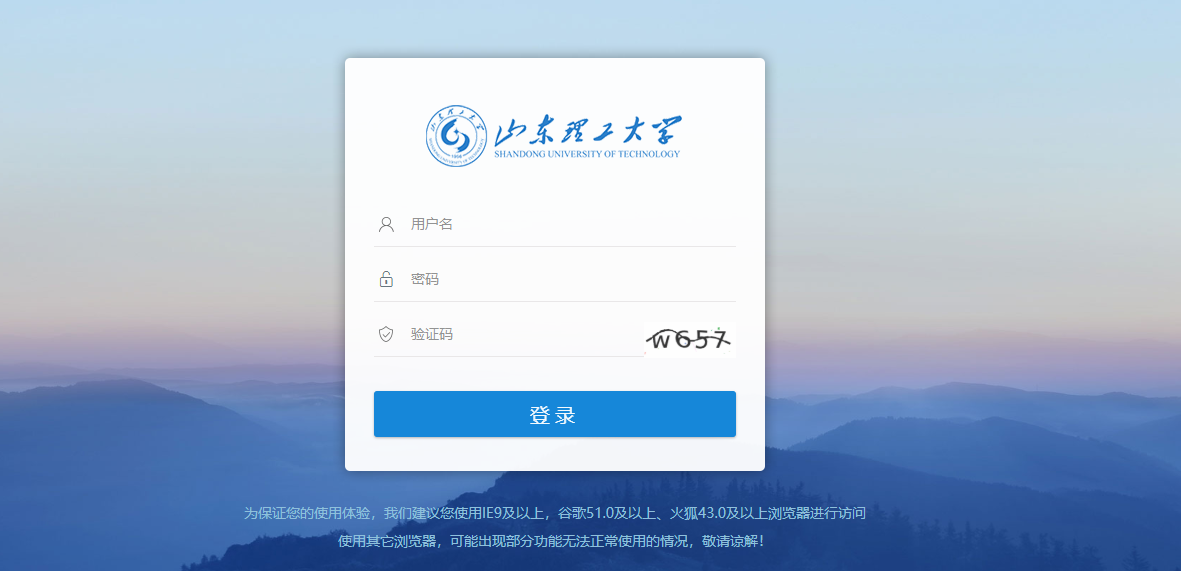 山东理工大学
SHANDONG UNIVERSITY OF TECHNOLOGY
用户名
密码
验证码
w657
登录
为保证您的使用体验，我们建议您使用IE9及以上，谷歌51.0及以上、火狐43.0及以上浏览器进行访问
使用其它浏览器，可能出现部分功能无法正常使用的情况，敬请谅解！